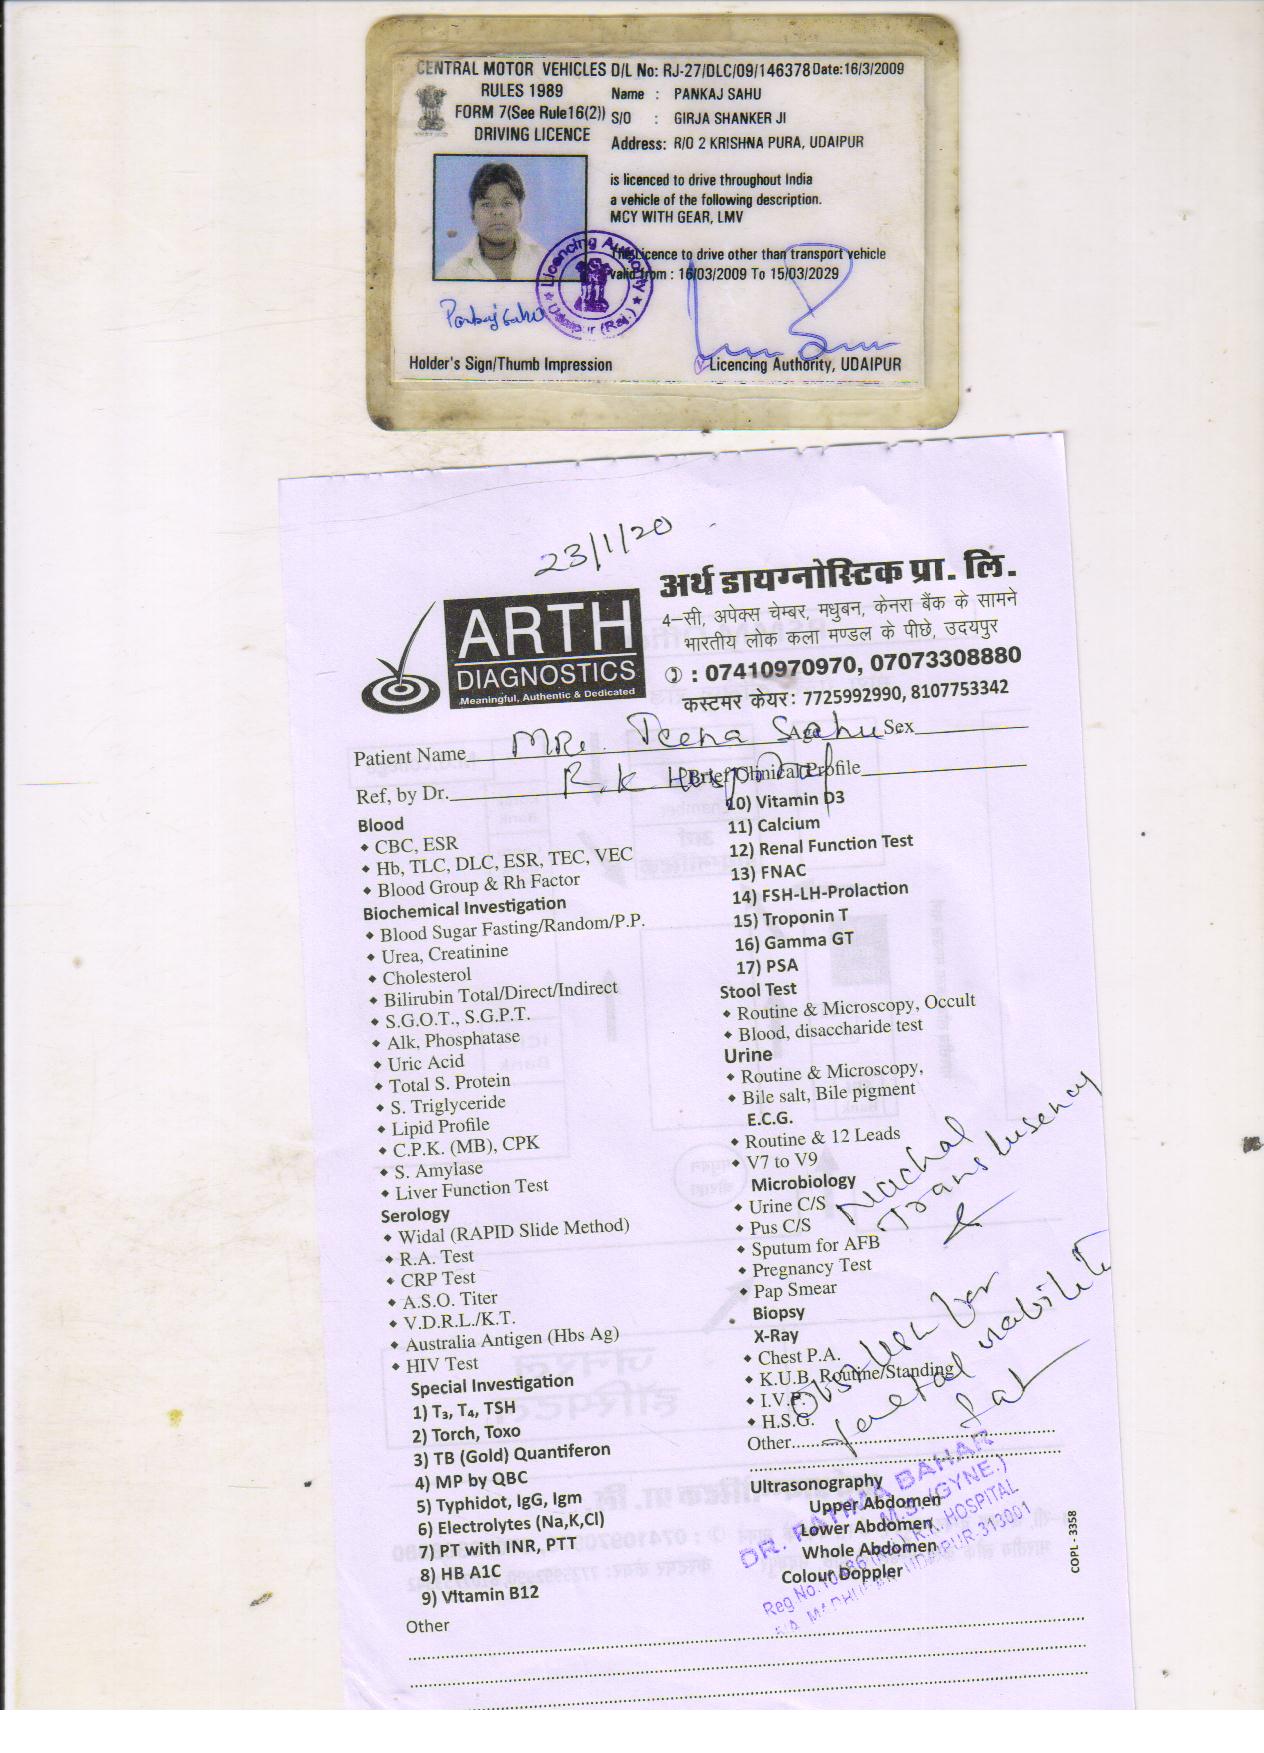 CENTRAL MOTOR VEHICLES
RULES 1989
FORM 7(See Rule16(2))
DRIVING LICENCE
D/L No: RJ-27/DLC/09/146378 Date:16/3/2009
Name : PANKAJ SAHU
S/O : GIRJA SHANKER JI
Address: R/O 2 KRISHNA PURA, UDAIPUR
is licenced to drive throughout India
a vehicle of the following description.
MCY WITH GEAR, LMV
The Licence to drive other than transport vehicle
valid from : 16/03/2009 To 15/03/2029
Licencing Authority
Udaipur (Raj.)
Pankaj Sahu
Holder's Sign/Thumb Impression
Licencing Authority, UDAIPUR
23/1/20
ARTH
DIAGNOSTICS
Meaningful, Authentic & Dedicated
अर्थ डायग्नोस्टिक प्रा. लि.
4-सी, अपेक्स चेम्बर, मधुबन, केनरा बैंक के सामने
भारतीय लोक कला मण्डल के पीछे, उदयपुर
: 07410970970, 07073308880
कस्टमर केयर: 7725992990, 8107753342
Patient Name Mrs. Teena Sahu Age Sex
Ref, by Dr. R.K Hospital Brief Clinical Profile
Blood
CBC, ESR
Hb, TLC, DLC, ESR, TEC, VEC
Blood Group & Rh Factor
Biochemical Investigation
Blood Sugar Fasting/Random/P.P.
Urea, Creatinine
Cholesterol
Bilirubin Total/Direct/Indirect
S.G.O.T., S.G.P.T.
Alk, Phosphatase
Uric Acid
Total S. Protein
S. Triglyceride
Lipid Profile
C.P.K. (MB), CPK
S. Amylase
Liver Function Test
Serology
Widal (RAPID Slide Method)
R.A. Test
CRP Test
A.S.O. Titer
V.D.R.L./K.T.
Australia Antigen (Hbs Ag)
HIV Test
Special Investigation
1) T₃, T₄, TSH
2) Torch, Toxo
3) TB (Gold) Quantiferon
4) MP by QBC
5) Typhidot, IgG, Igm
6) Electrolytes (Na,K,Cl)
7) PT with INR, PTT
8) HB A1C
9) Vitamin B12
Other
10) Vitamin D3
11) Calcium
12) Renal Function Test
13) FNAC
14) FSH-LH-Prolaction
15) Troponin T
16) Gamma GT
17) PSA
Stool Test
Routine & Microscopy, Occult
Blood, disaccharide test
Urine
Routine & Microscopy,
Bile salt, Bile pigment
E.C.G.
Routine & 12 Leads
V7 to V9
Microbiology
Urine C/S
Pus C/S
Sputum for AFB
Pregnancy Test
Pap Smear
Biopsy
X-Ray
Chest P.A.
K.U.B. Routine/Standing
I.V.P.
H.S.G.
Other
Nuchal
Translusency
&
for
Ultrasonography
Upper Abdomen
Lower Abdomen
Whole Abdomen
Colour Doppler
DR. BAHAR
M.S. (GYNE.)
Reg No. 10486 R.K. HOSPITAL
UDAIPUR-313001
COPL - 3358